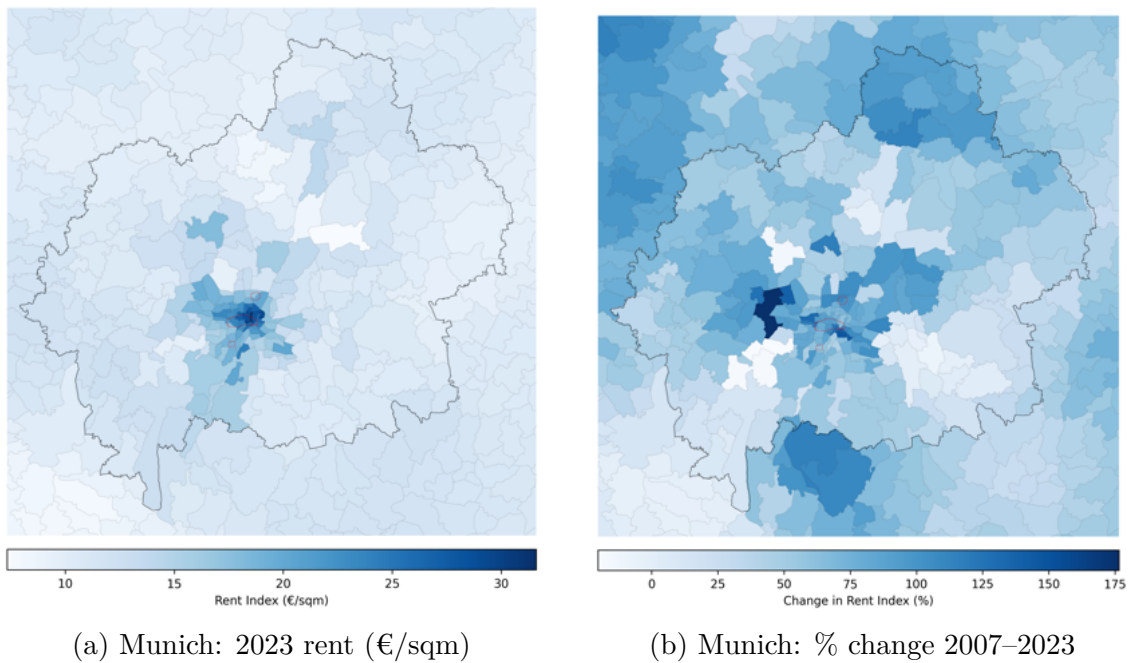 10 15 20 25 30
Rent Index (€/sqm)
0 25 50 75 100 125 150 175
Change in Rent Index (%)
(a) Munich: 2023 rent (€/sqm)
(b) Munich: % change 2007–2023